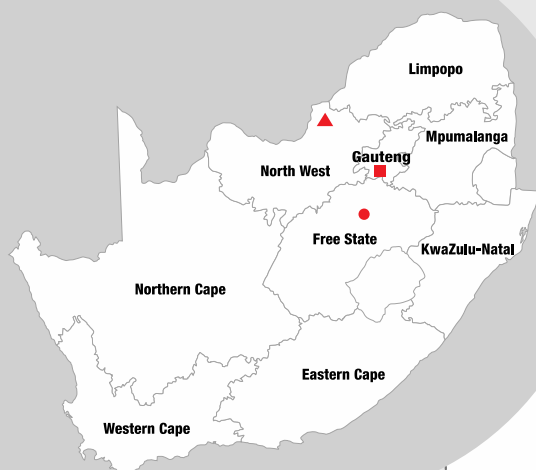 Limpopo
Mpumalanga
Gauteng
North West
Free State
KwaZulu-Natal
Northern Cape
Eastern Cape
Western Cape